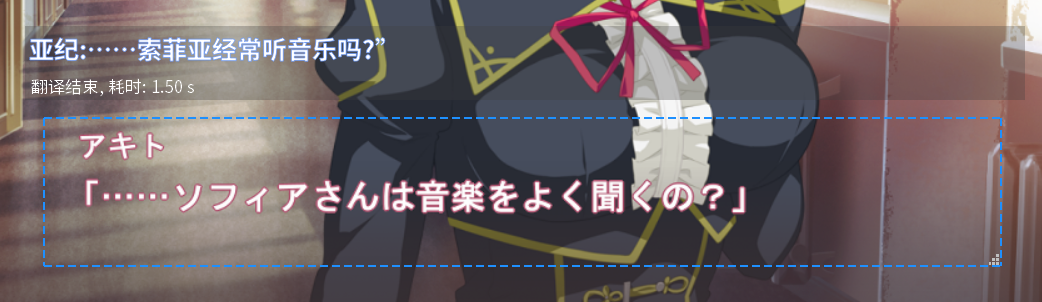 亚纪:……索菲亚经常听音乐吗?”
翻译结束, 耗时: 1.50 s
アキト
「……ソフィアさんは音楽をよく聞くの？」